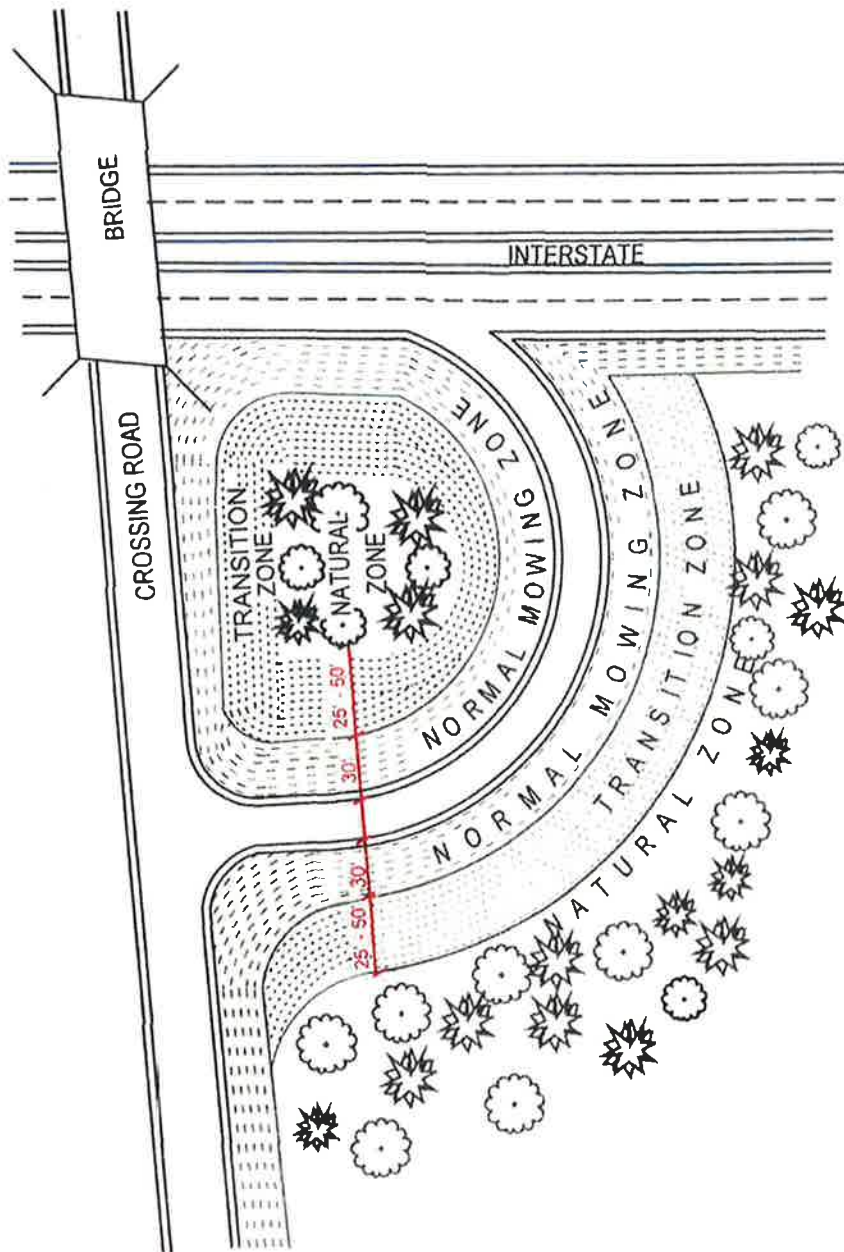 BRIDGE
INTERSTATE
CROSSING ROAD
TRANSITION
ZONE
NATURAL
ZONE
NORMAL MOWING ZONE
NORMAL MOWING ZONE
TRANSITION ZONE
NATURAL ZONE
25' - 50'
30'
30'
25' - 50'